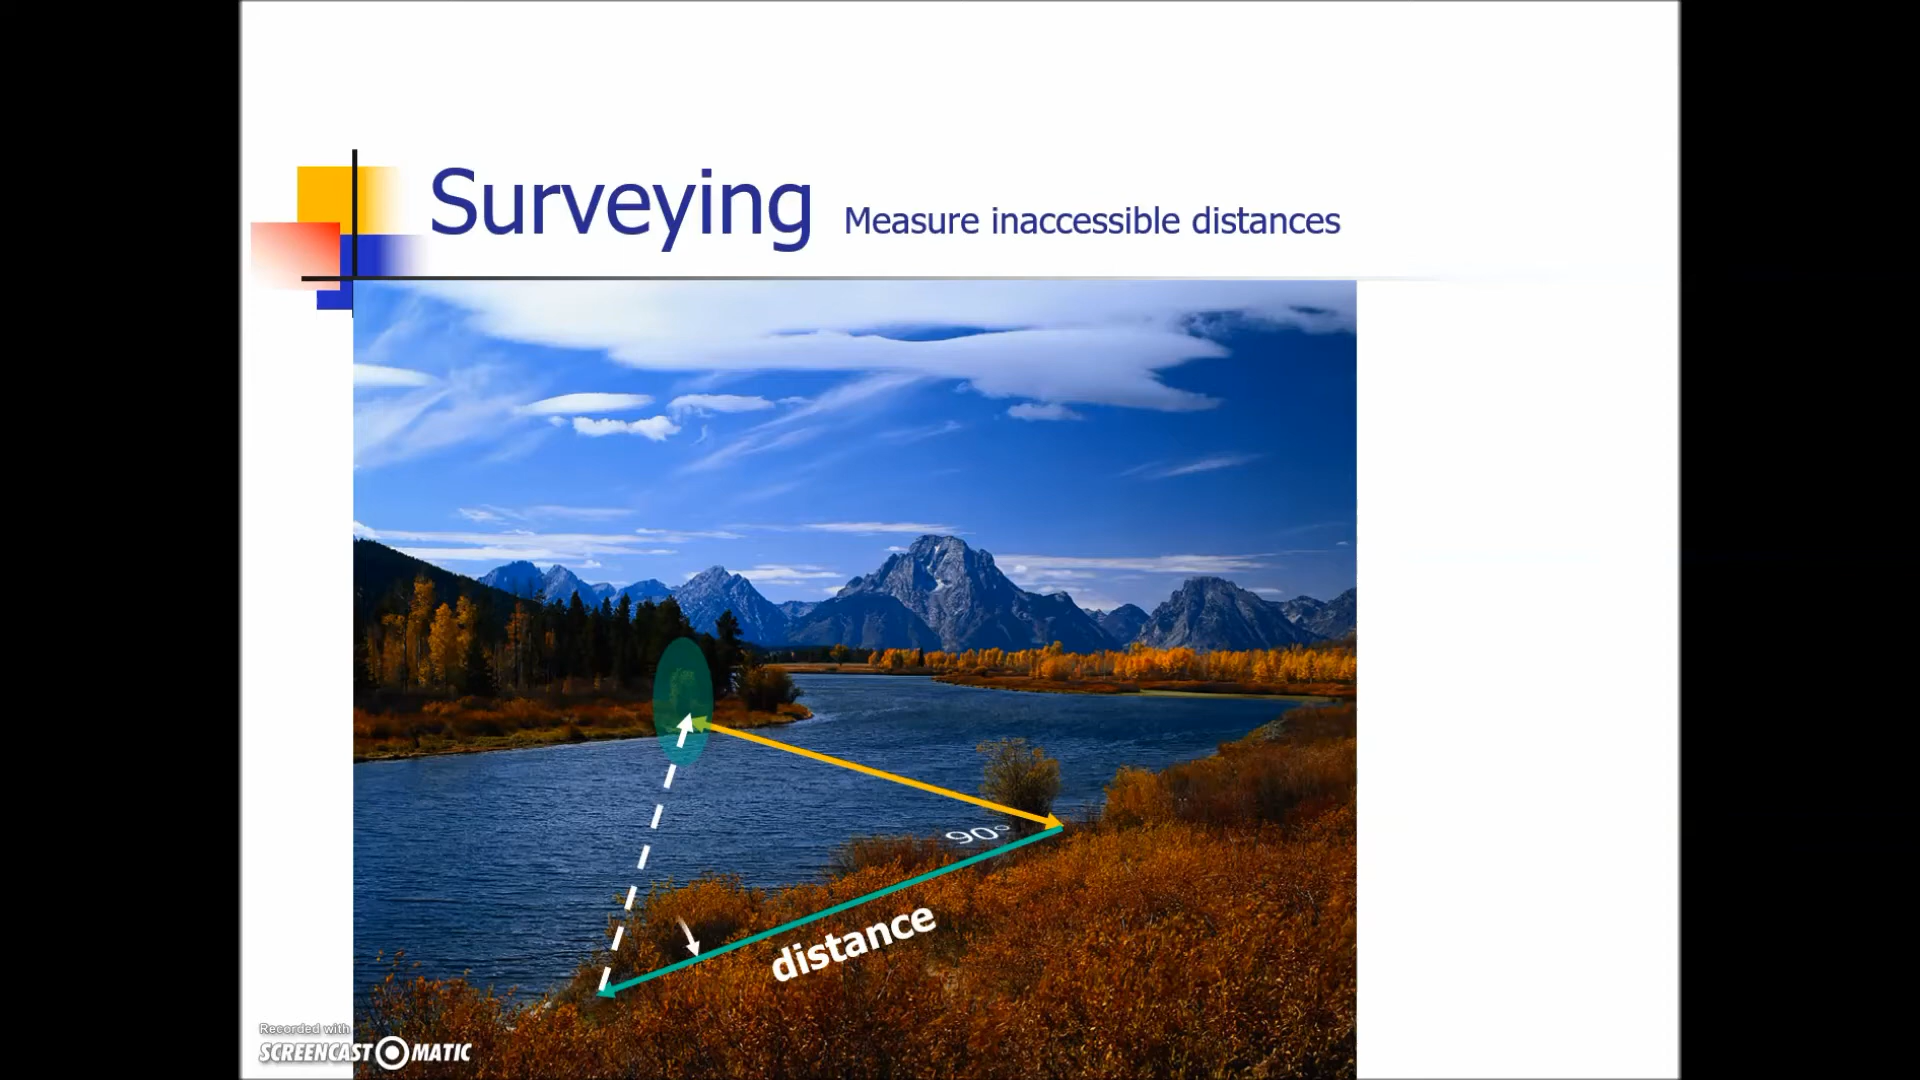 Surveying Measure inaccessible distances
90°
distance
Recorded with
SCREENCAST MATIC